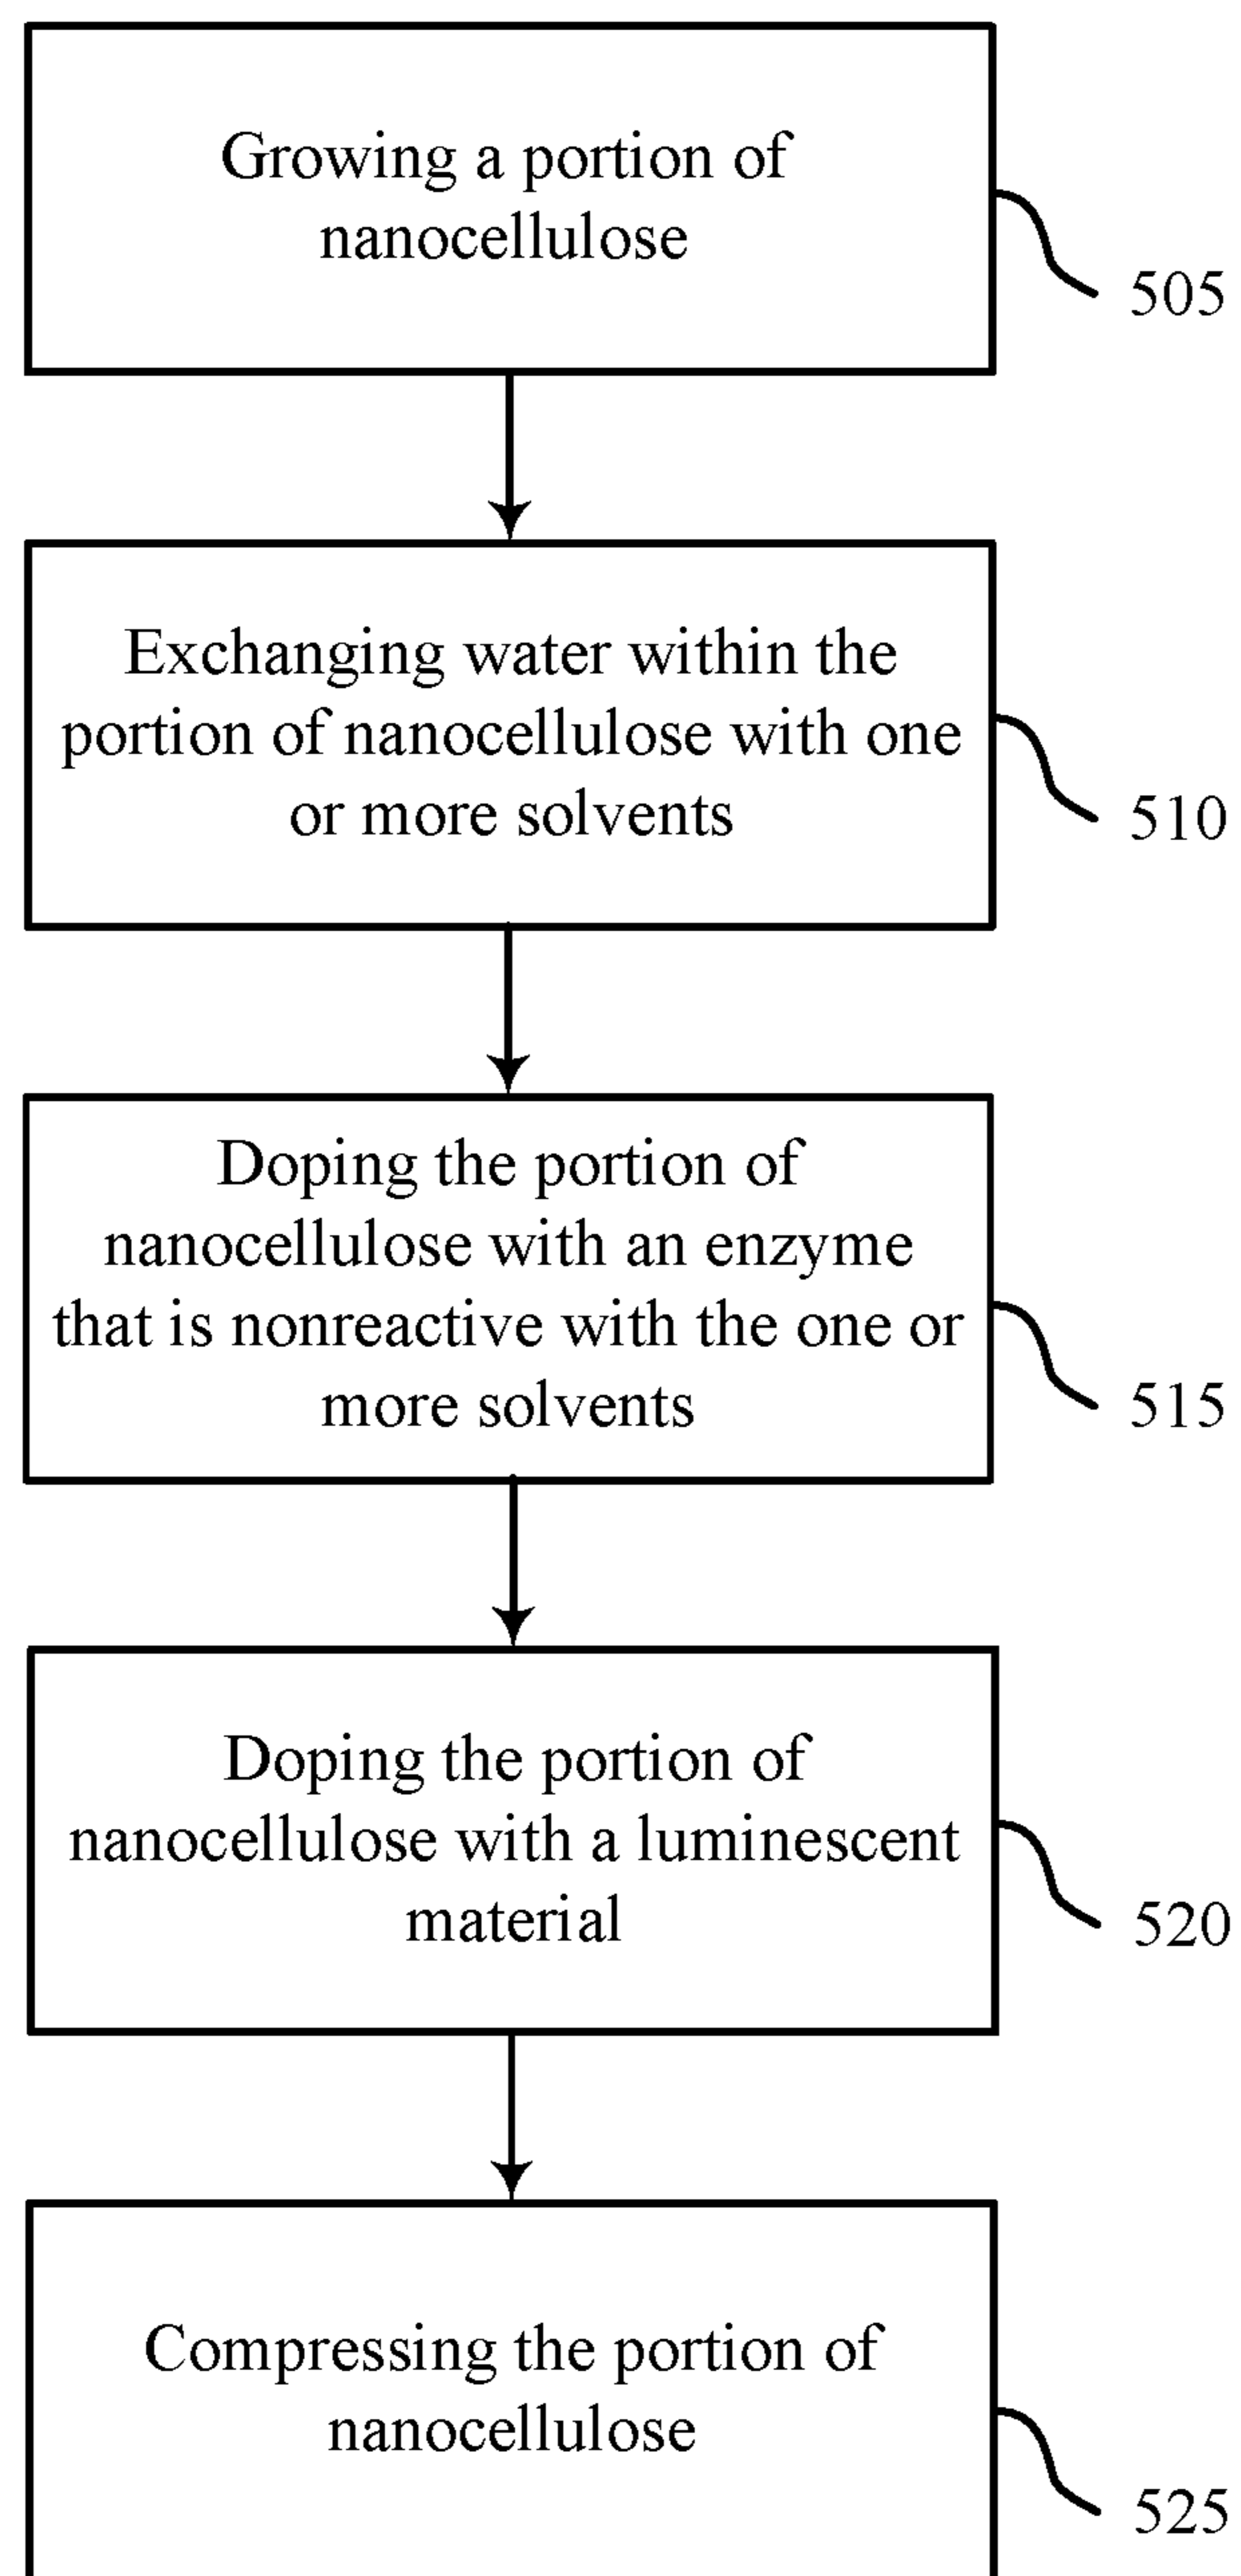 Growing a portion of
nanocellulose
505
Exchanging water within the
portion of nanocellulose with one
or more solvents
510
Doping the portion of
nanocellulose with an enzyme
that is nonreactive with the one or
more solvents
515
Doping the portion of
nanocellulose with a luminescent
material
520
Compressing the portion of
nanocellulose
525